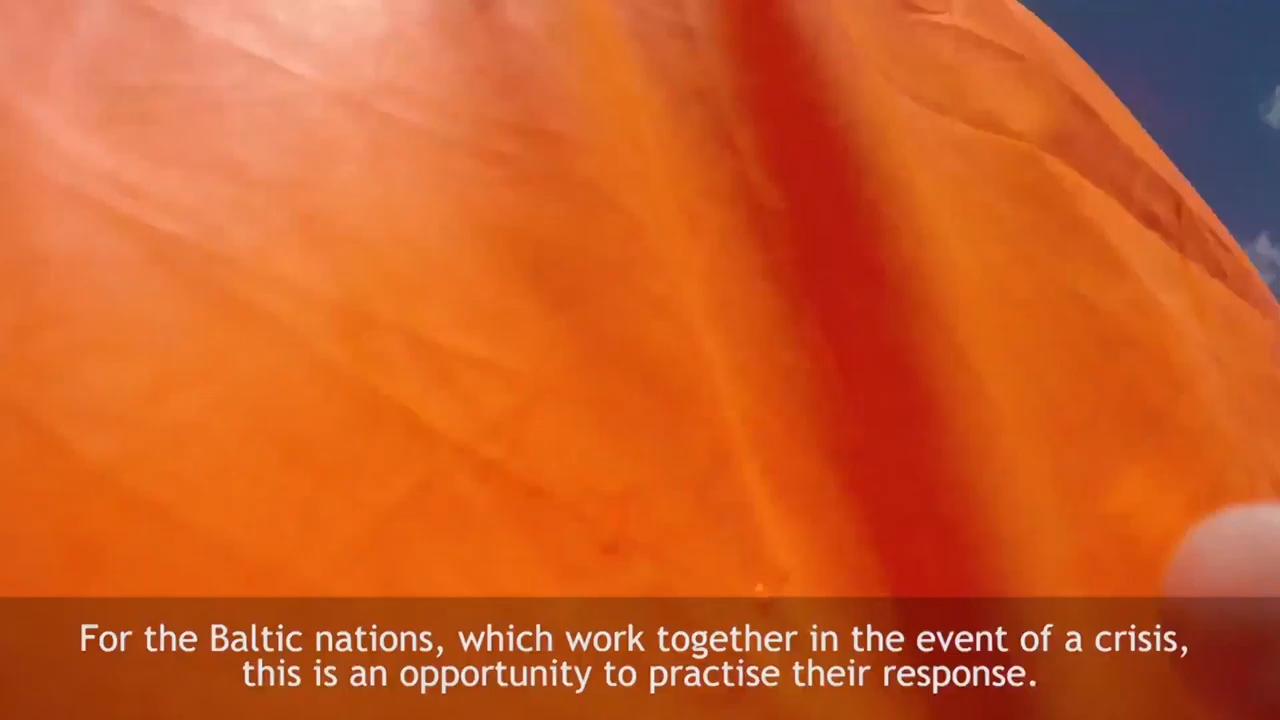 For the Baltic nations, which work together in the event of a crisis,
this is an opportunity to practise their response.